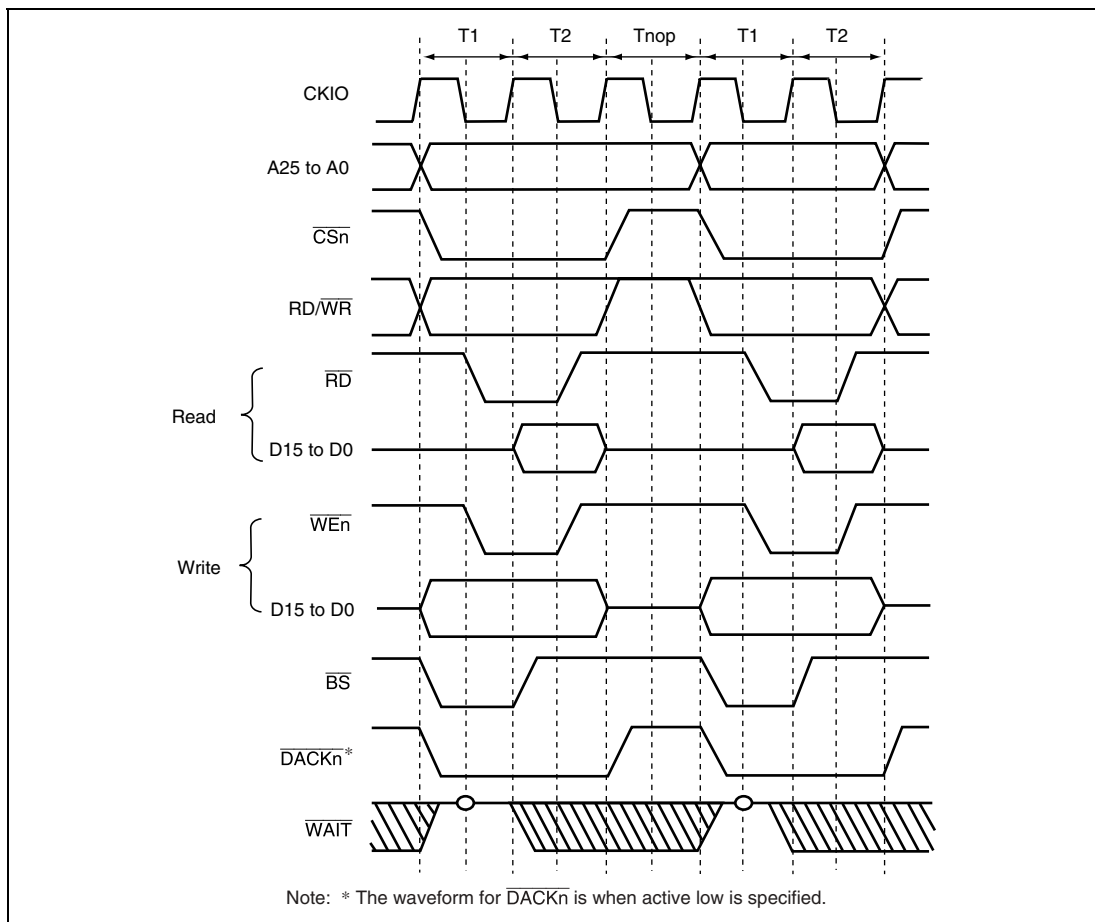 T1 T2 Tnop T1 T2
CKIO
A25 to A0
CSn
RD/WR
RD
Read
D15 to D0
WEn
Write
D15 to D0
BS
DACKn*
WAIT
Note: * The waveform for DACKn is when active low is specified.